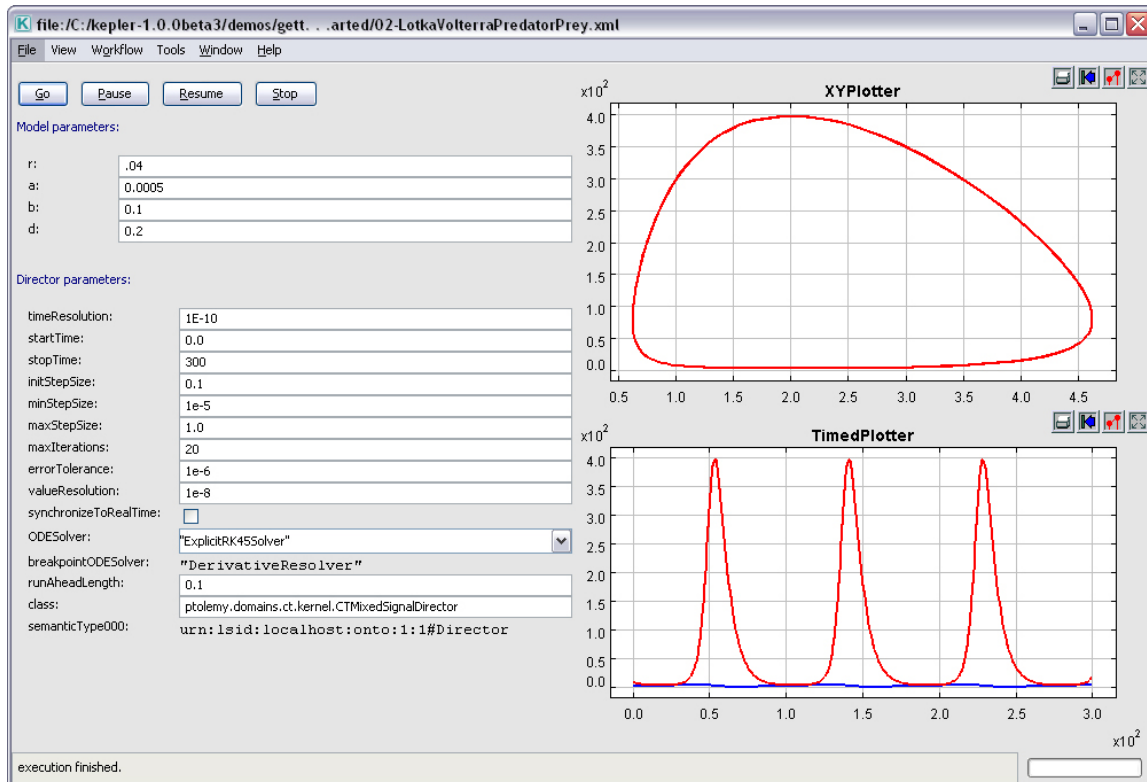 file:/C:/kepler-1.0.0beta3/demos/gett. . .arted/02-LotkaVolterraPredatorPrey.xml
File View Workflow Tools Window Help
Go Pause Resume Stop
Model parameters:
r: .04
a: 0.0005
b: 0.1
d: 0.2
Director parameters:
timeResolution: 1E-10
startTime: 0.0
stopTime: 300
initStepSize: 0.1
minStepSize: 1e-5
maxStepSize: 1.0
maxIterations: 20
errorTolerance: 1e-6
valueResolution: 1e-8
synchronizeToRealTime:
ODESolver: "ExplicitRK45Solver"
breakpointODESolver: "DerivativeResolver"
runAheadLength: 0.1
class: ptolemy.domains.ct.kernel.CTMixedSignalDirector
semanticType000: urn:lsid:localhost:onto:1:1#Director
XYPlotter
x10²
4.0
3.5
3.0
2.5
2.0
1.5
1.0
0.5
0.0
0.5 1.0 1.5 2.0 2.5 3.0 3.5 4.0 4.5
TimedPlotter
x10²
4.0
3.5
3.0
2.5
2.0
1.5
1.0
0.5
0.0
0.0 0.5 1.0 1.5 2.0 2.5 3.0
x10²
execution finished.